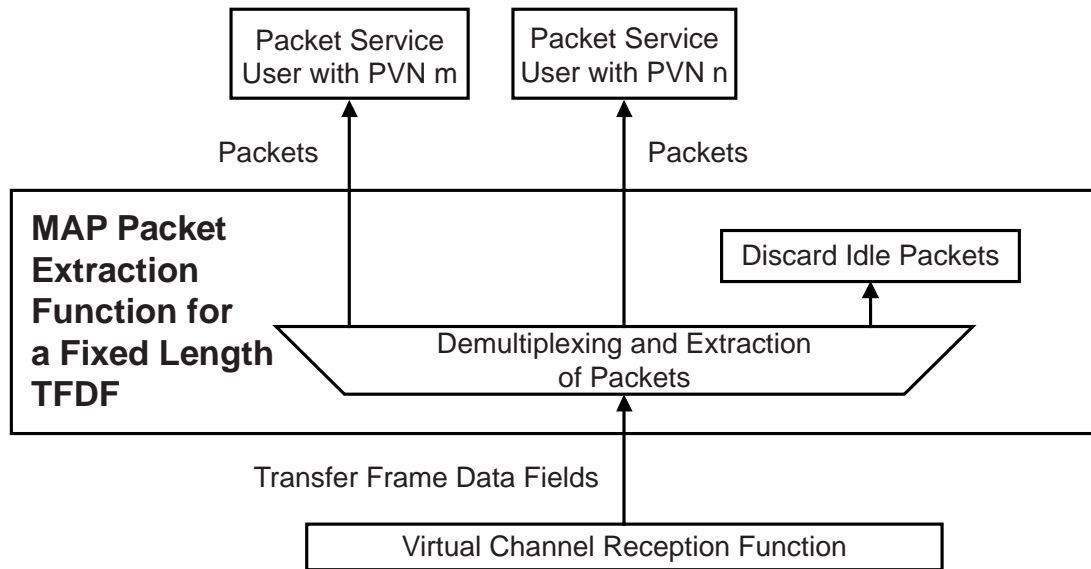 Packet Service
User with PVN m
Packet Service
User with PVN n
Packets
Packets
MAP Packet
Extraction
Function for
a Fixed Length
TFDF
Discard Idle Packets
Demultiplexing and Extraction
of Packets
Transfer Frame Data Fields
Virtual Channel Reception Function